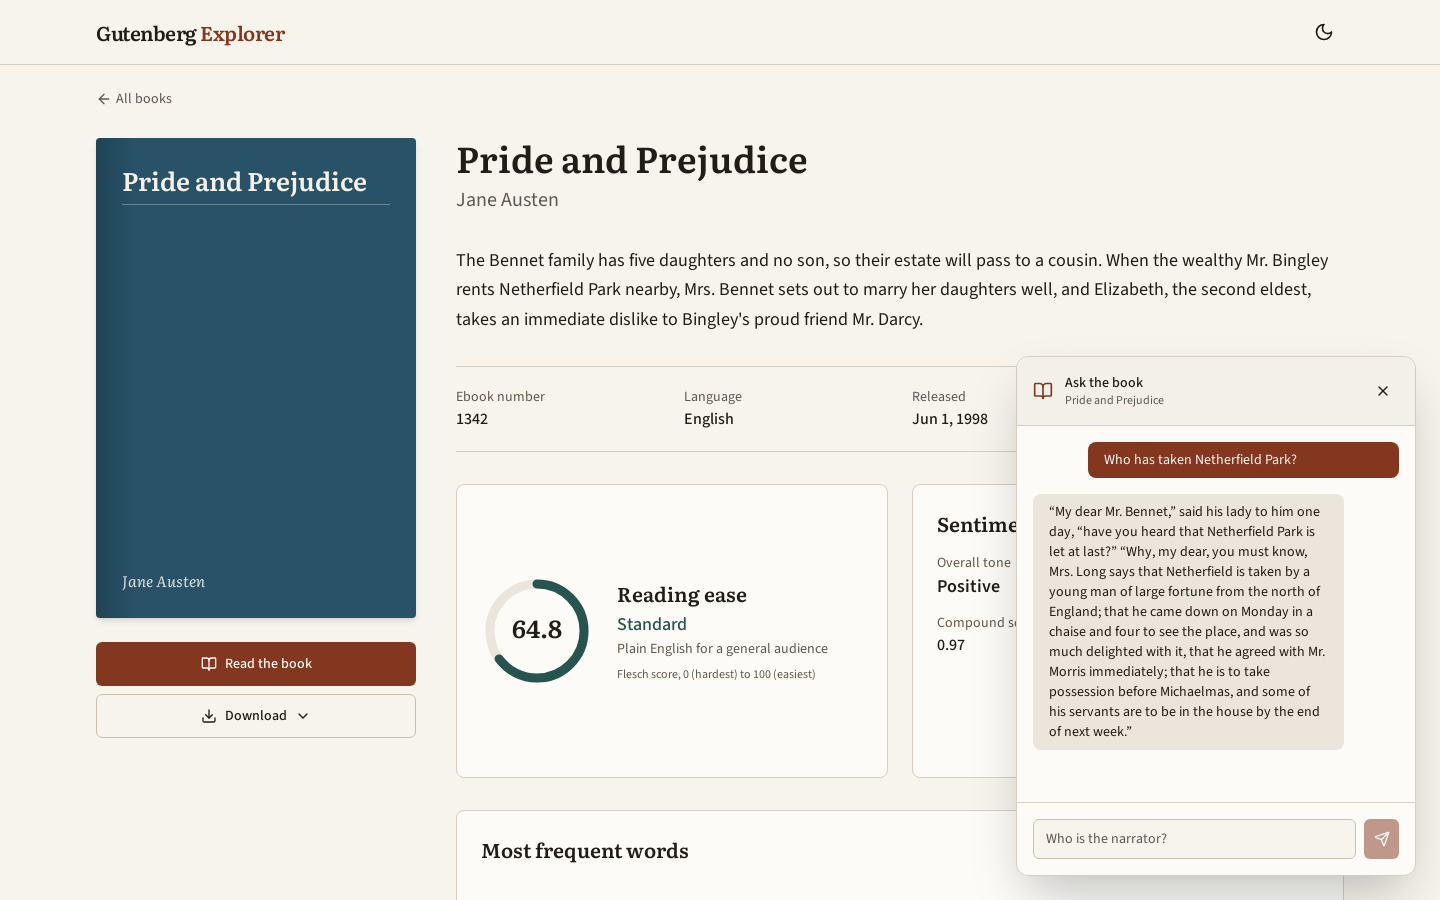 Gutenberg Explorer
All books
Pride and Prejudice
Jane Austen
Read the book
Download
Pride and Prejudice
Jane Austen
The Bennet family has five daughters and no son, so their estate will pass to a cousin. When the wealthy Mr. Bingley
rents Netherfield Park nearby, Mrs. Bennet sets out to marry her daughters well, and Elizabeth, the second eldest,
takes an immediate dislike to Bingley's proud friend Mr. Darcy.
Ebook number
1342
Language
English
Released
Jun 1, 1998
64.8
Reading ease
Standard
Plain English for a general audience
Flesch score, 0 (hardest) to 100 (easiest)
Overall tone
Positive
Compound
0.97
Most frequent words
Ask the book
Pride and Prejudice
Who has taken Netherfield Park?
“My dear Mr. Bennet,” said his lady to him one
day, “have you heard that Netherfield Park is
let at last?” “Why, my dear, you must know,
Mrs. Long says that Netherfield is taken by a
young man of large fortune from the north of
England; that he came down on Monday in a
chaise and four to see the place, and was so
much delighted with it, that he agreed with Mr.
Morris immediately; that he is to take
possession before Michaelmas, and some of
his servants are to be in the house by the end
of next week.”
Who is the narrator?